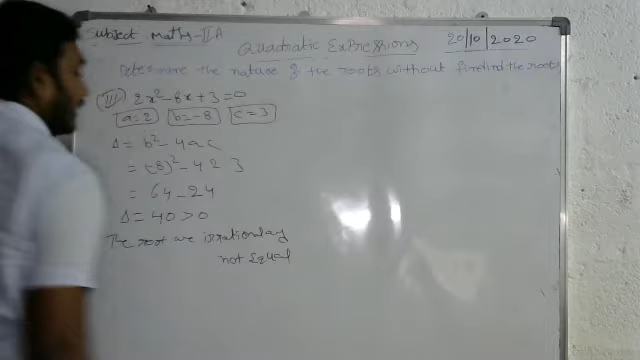 Subject Maths-IIA
Quadratic Expressions
20/10/2020
Determine the nature of the roots without finding the roots
III) 2x²-8x+3=0
a=2 b=-8 c=3
Δ= b²-4ac
= (-8)²-4 2 3
= 64-24
Δ=40>0
The root are irrational
not Equal